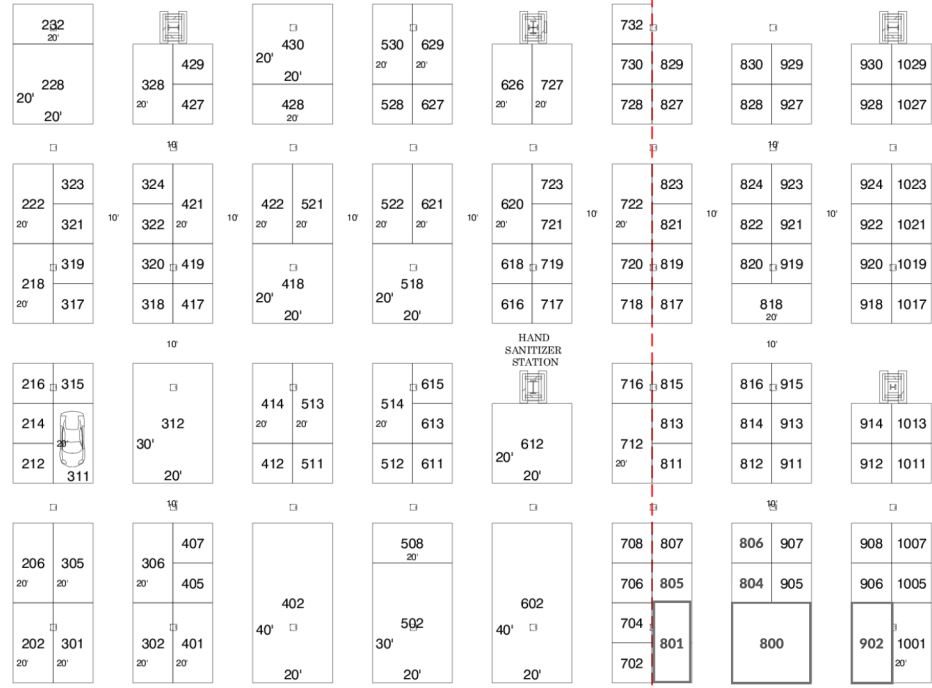 232 430 530 629 732
20' 20' 20' 20' 20'
429 730 829 830 929 930 1029
228 328 626 727
20' 20' 428 528 627 20' 20' 728 827 828 927 928 1027
20' 427 20'
10' 10'
323 324 723 823 824 923 924 1023
222 421 422 521 522 621 620 722
20' 321 10' 322 20' 10' 20' 20' 10' 20' 20' 10' 20' 721 10' 20' 821 10' 822 921 10' 922 1021
319 320 419 618 719 720 819 820 919 920 1019
218 418 518
20' 317 318 417 20' 20' 616 717 718 817 818 918 1017
20' 20' 20'
10' 10'
HAND
SANITIZER
STATION
216 315 615 716 815 816 915
414 513 514
214 312 20' 20' 20' 613 813 814 913 914 1013
20' 30' 612 712
212 412 511 512 611 20' 20' 811 812 911 912 1011
311 20' 20'
10' 10'
407 508 708 807 806 907 908 1007
206 305 306 20'
20' 20' 20' 405 706 805 804 905 906 1005
402 502 602
202 301 302 401 40' 30' 40' 704 801 800 902 1001
20' 20' 20' 20' 702 20'
20' 20' 20'